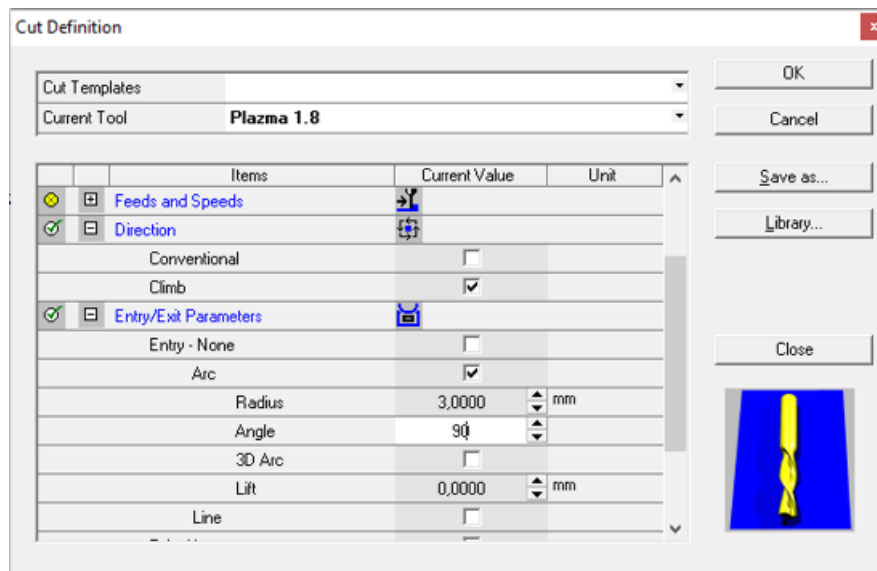 Cut Definition
Cut Templates
Current Tool Plazma 1.8
Items Current Value Unit
Feeds and Speeds
Direction
Conventional
Climb
Entry/Exit Parameters
Entry - None
Arc
Radius 3,0000 mm
Angle 90
3D Arc
Lift 0,0000 mm
Line
OK
Cancel
Save as...
Library...
Close